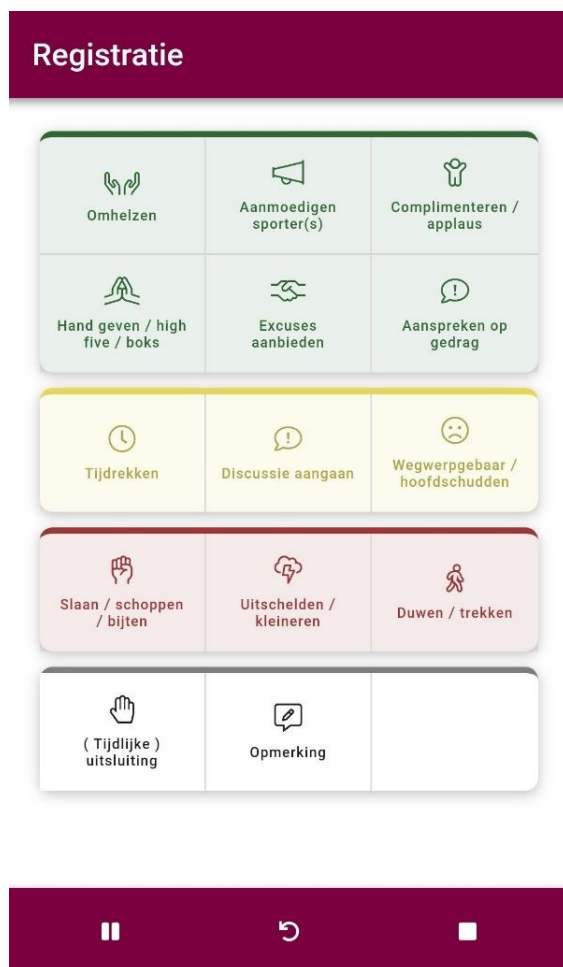 Registratie
Omhelzen
Aanmoedigen
sporter(s)
Complimenteren /
applaus
Hand geven / high
five / boks
Excuses
aanbieden
Aanspreken op
gedrag
Tijdrekken
Discussie aangaan
Wegwerpgebaar /
hoofdschudden
Slaan / schoppen
/ bijten
Uitschelden /
kleineren
Duwen / trekken
( Tijdlijke )
uitsluiting
Opmerking